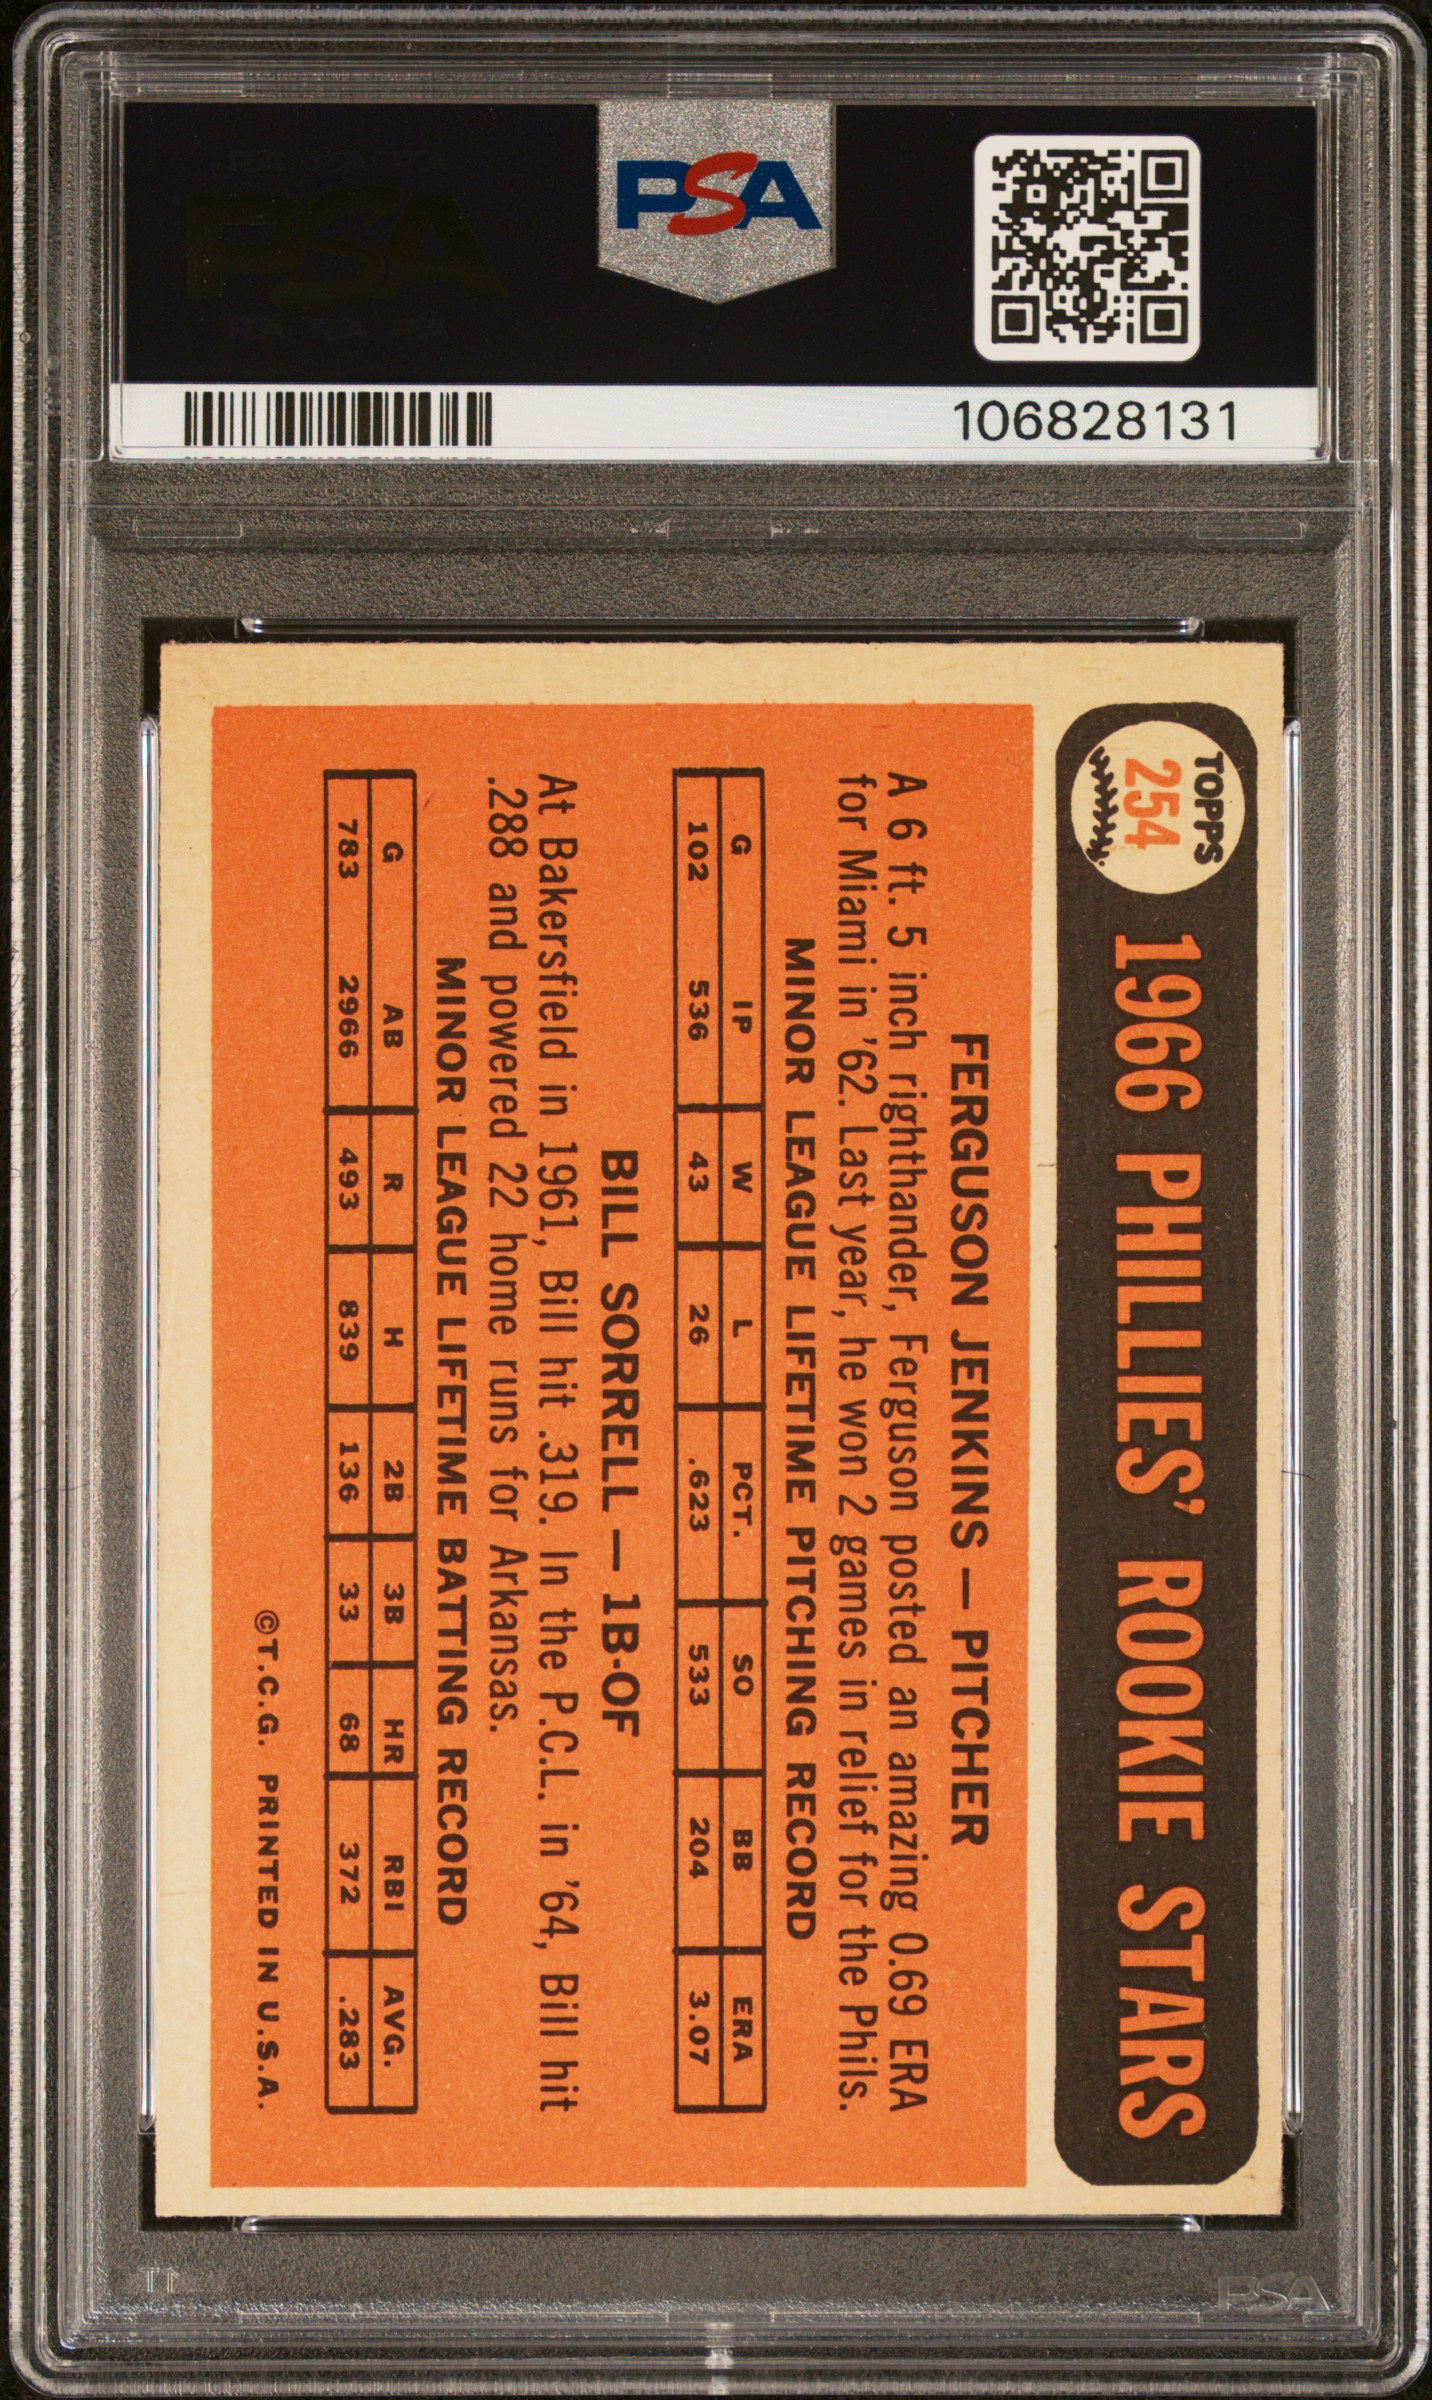 PSA
106828131
TOPPS
254
1966 PHILLIES' ROOKIE STARS
FERGUSON JENKINS — PITCHER
A 6 ft. 5 inch righthander, Ferguson posted an amazing 0.69 ERA
for Miami in '62. Last year, he won 2 games in relief for the Phils.
MINOR LEAGUE LIFETIME PITCHING RECORD
G IP W L PCT. SO BB ERA
102 536 43 26 .623 533 204 3.07
BILL SORRELL — 1B-OF
At Bakersfield in 1961, Bill hit .319. In the P.C.L. in '64, Bill hit
.288 and powered 22 home runs for Arkansas.
MINOR LEAGUE LIFETIME BATTING RECORD
G AB R H 2B 3B HR RBI AVG.
783 2966 493 839 136 33 68 372 .283
©T.C.G. PRINTED IN U.S.A.
PSA